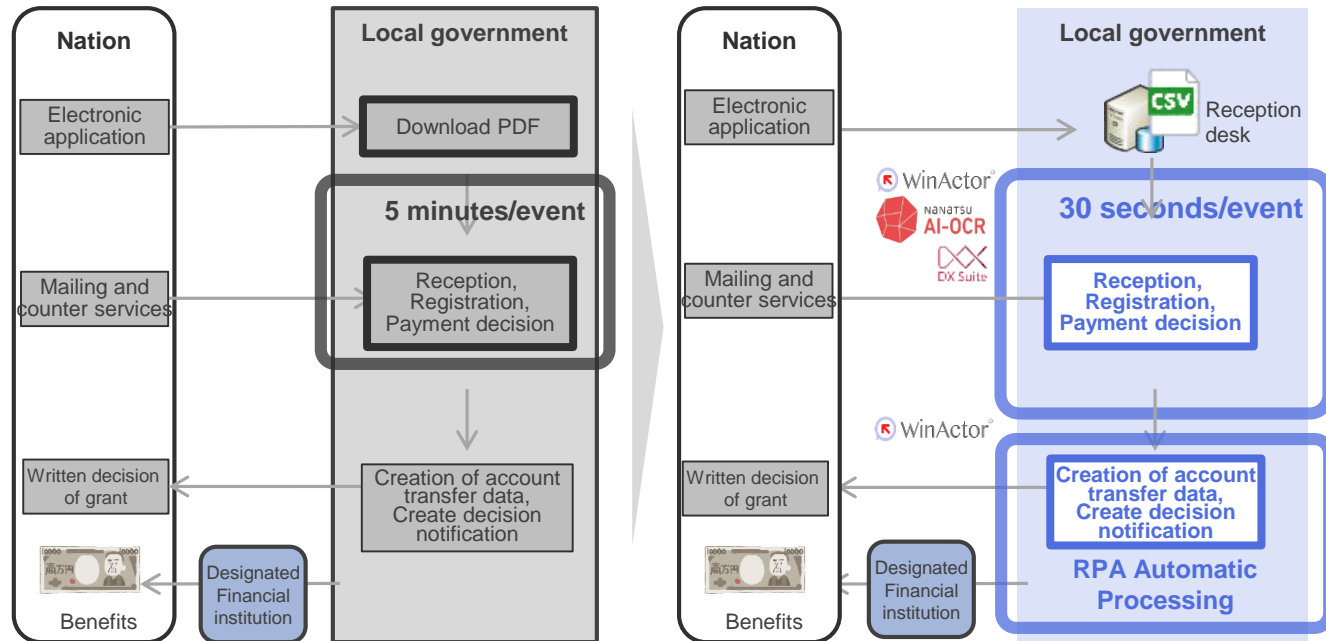 Nation
Local government
Electronic
application
Download PDF
5 minutes/event
Mailing and
counter services
Reception,
Registration,
Payment decision
Written decision
of grant
Creation of account
transfer data,
Create decision
notification
Designated
Financial
institution
Benefits
Nation
Local government
Electronic
application
CSV
Reception
desk
WinActor®
NaNaTSU
AI-OCR
DX Suite
30 seconds/event
Mailing and
counter services
Reception,
Registration,
Payment decision
WinActor®
Written decision
of grant
Creation of account
transfer data,
Create decision
notification
Designated
Financial
institution
RPA Automatic
Processing
Benefits